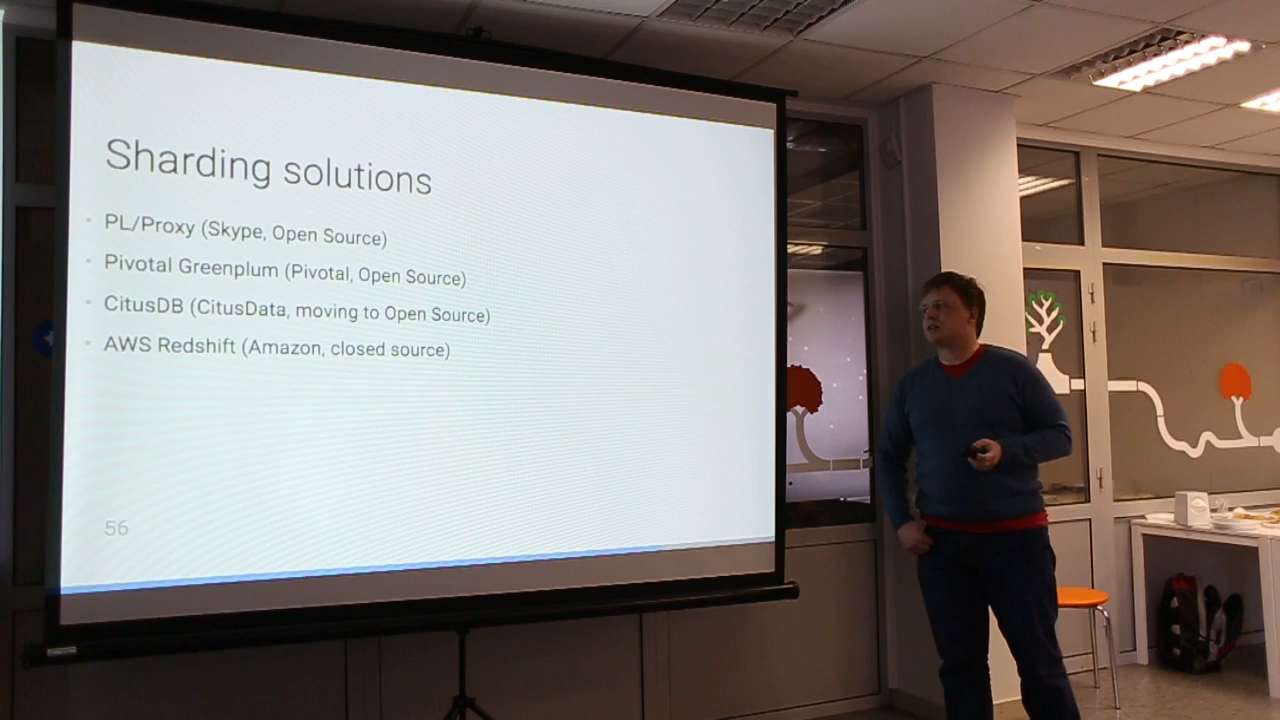 Sharding solutions
PL/Proxy (Skype, Open Source)
Pivotal Greenplum (Pivotal, Open Source)
CitusDB (CitusData, moving to Open Source)
AWS Redshift (Amazon, closed source)
56